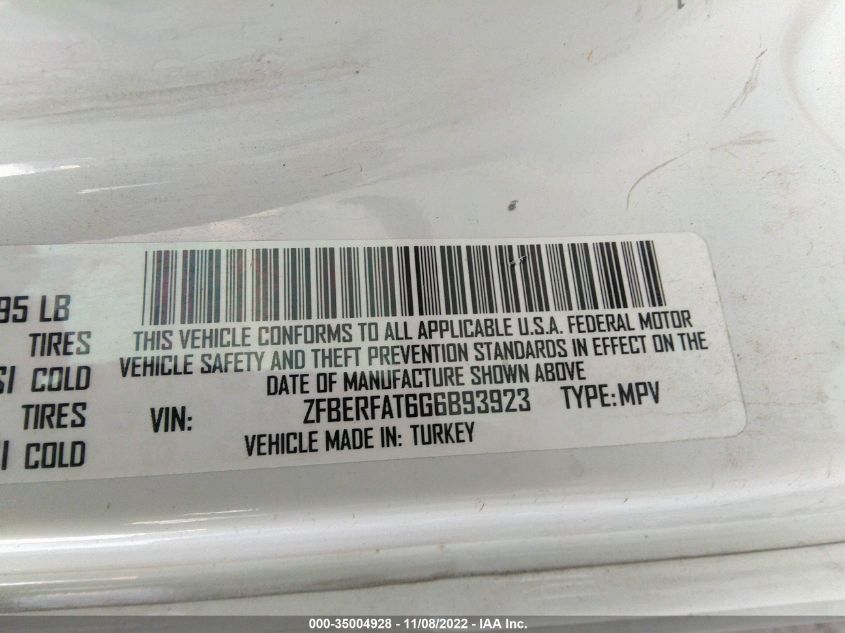 95 LB
TIRES
SI COLD
TIRES
I COLD
THIS VEHICLE CONFORMS TO ALL APPLICABLE U.S.A. FEDERAL MOTOR
VEHICLE SAFETY AND THEFT PREVENTION STANDARDS IN EFFECT ON THE
DATE OF MANUFACTURE SHOWN ABOVE
VIN: ZFBERFAT6G6B93923 TYPE: MPV
VEHICLE MADE IN: TURKEY
000-35004928 - 11/08/2022 - IAA Inc.